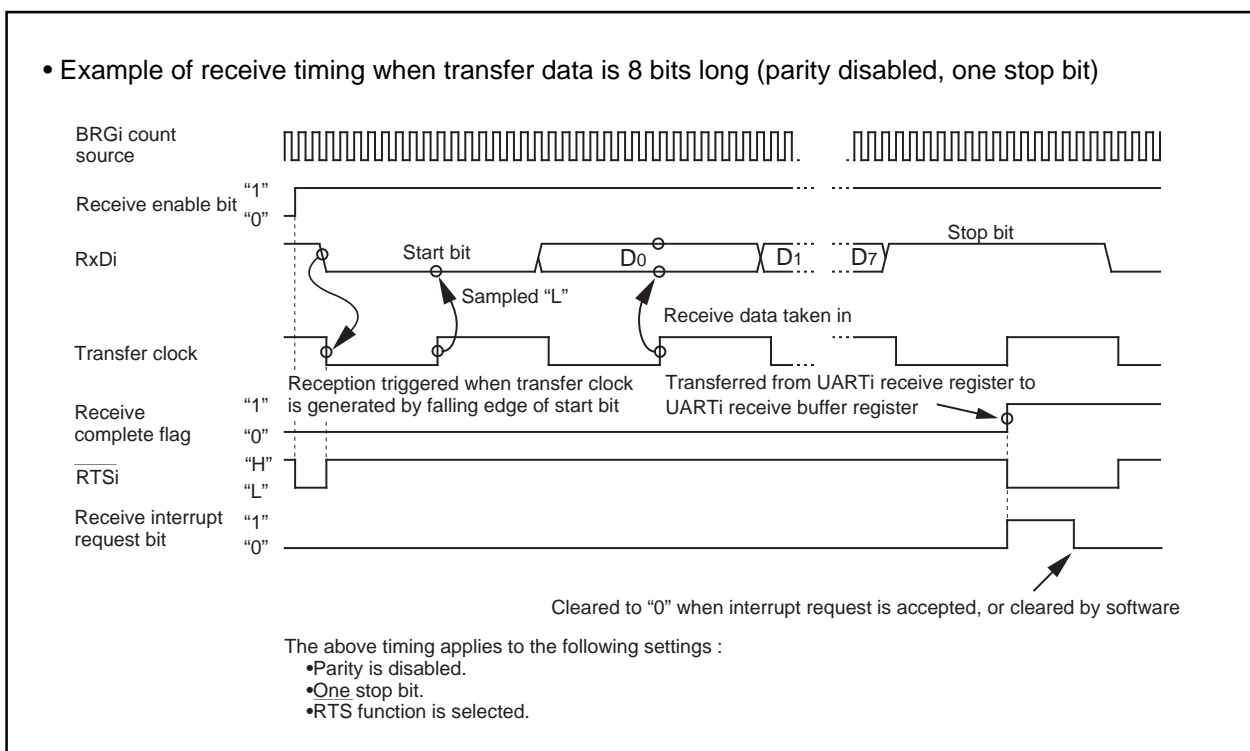 • Example of receive timing when transfer data is 8 bits long (parity disabled, one stop bit)
BRGi count
source
Receive enable bit
“1”
“0”
RxDi
Start bit
D0
D1
D7
Stop bit
Sampled “L”
Receive data taken in
Transfer clock
Reception triggered when transfer clock
is generated by falling edge of start bit
Transferred from UARTi receive register to
UARTi receive buffer register
Receive
complete flag
“1”
“0”
RTSi
“H”
“L”
Receive interrupt
request bit
“1”
“0”
Cleared to “0” when interrupt request is accepted, or cleared by software
The above timing applies to the following settings :
•Parity is disabled.
•One stop bit.
•RTS function is selected.